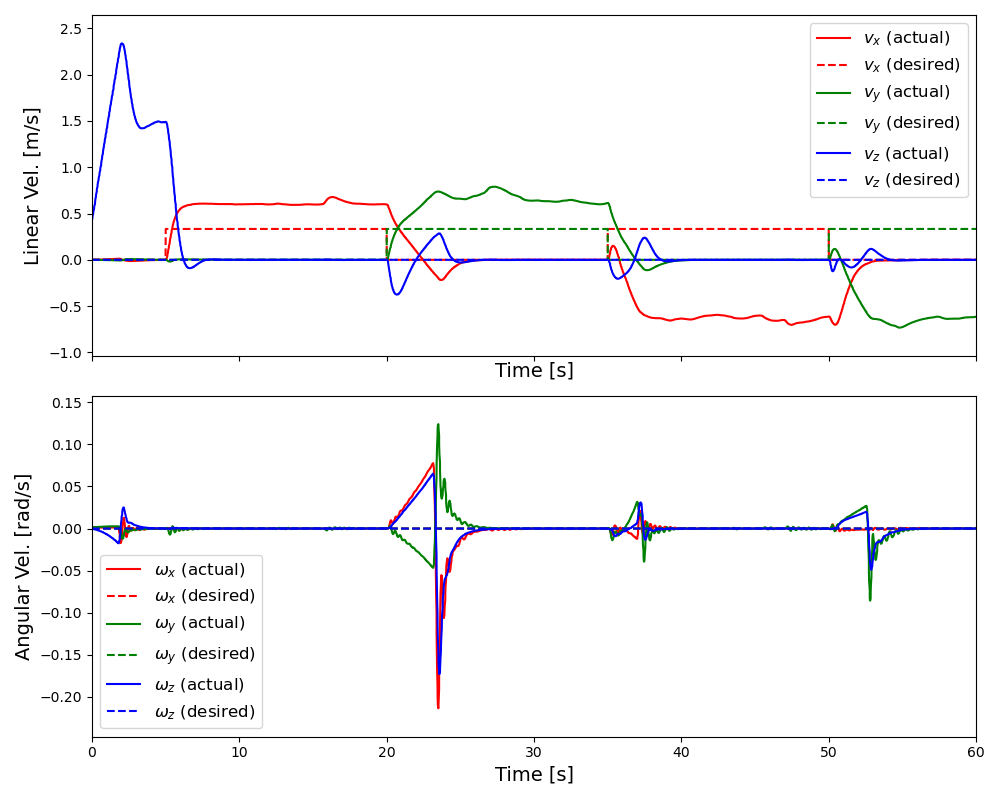 Linear Vel. [m/s]
2.5
2.0
1.5
1.0
0.5
0.0
−0.5
−1.0
v_x (actual)
v_x (desired)
v_y (actual)
v_y (desired)
v_z (actual)
v_z (desired)
Time [s]
Angular Vel. [rad/s]
0.15
0.10
0.05
0.00
−0.05
−0.10
−0.15
−0.20
ω_x (actual)
ω_x (desired)
ω_y (actual)
ω_y (desired)
ω_z (actual)
ω_z (desired)
0 10 20 30 40 50 60
Time [s]